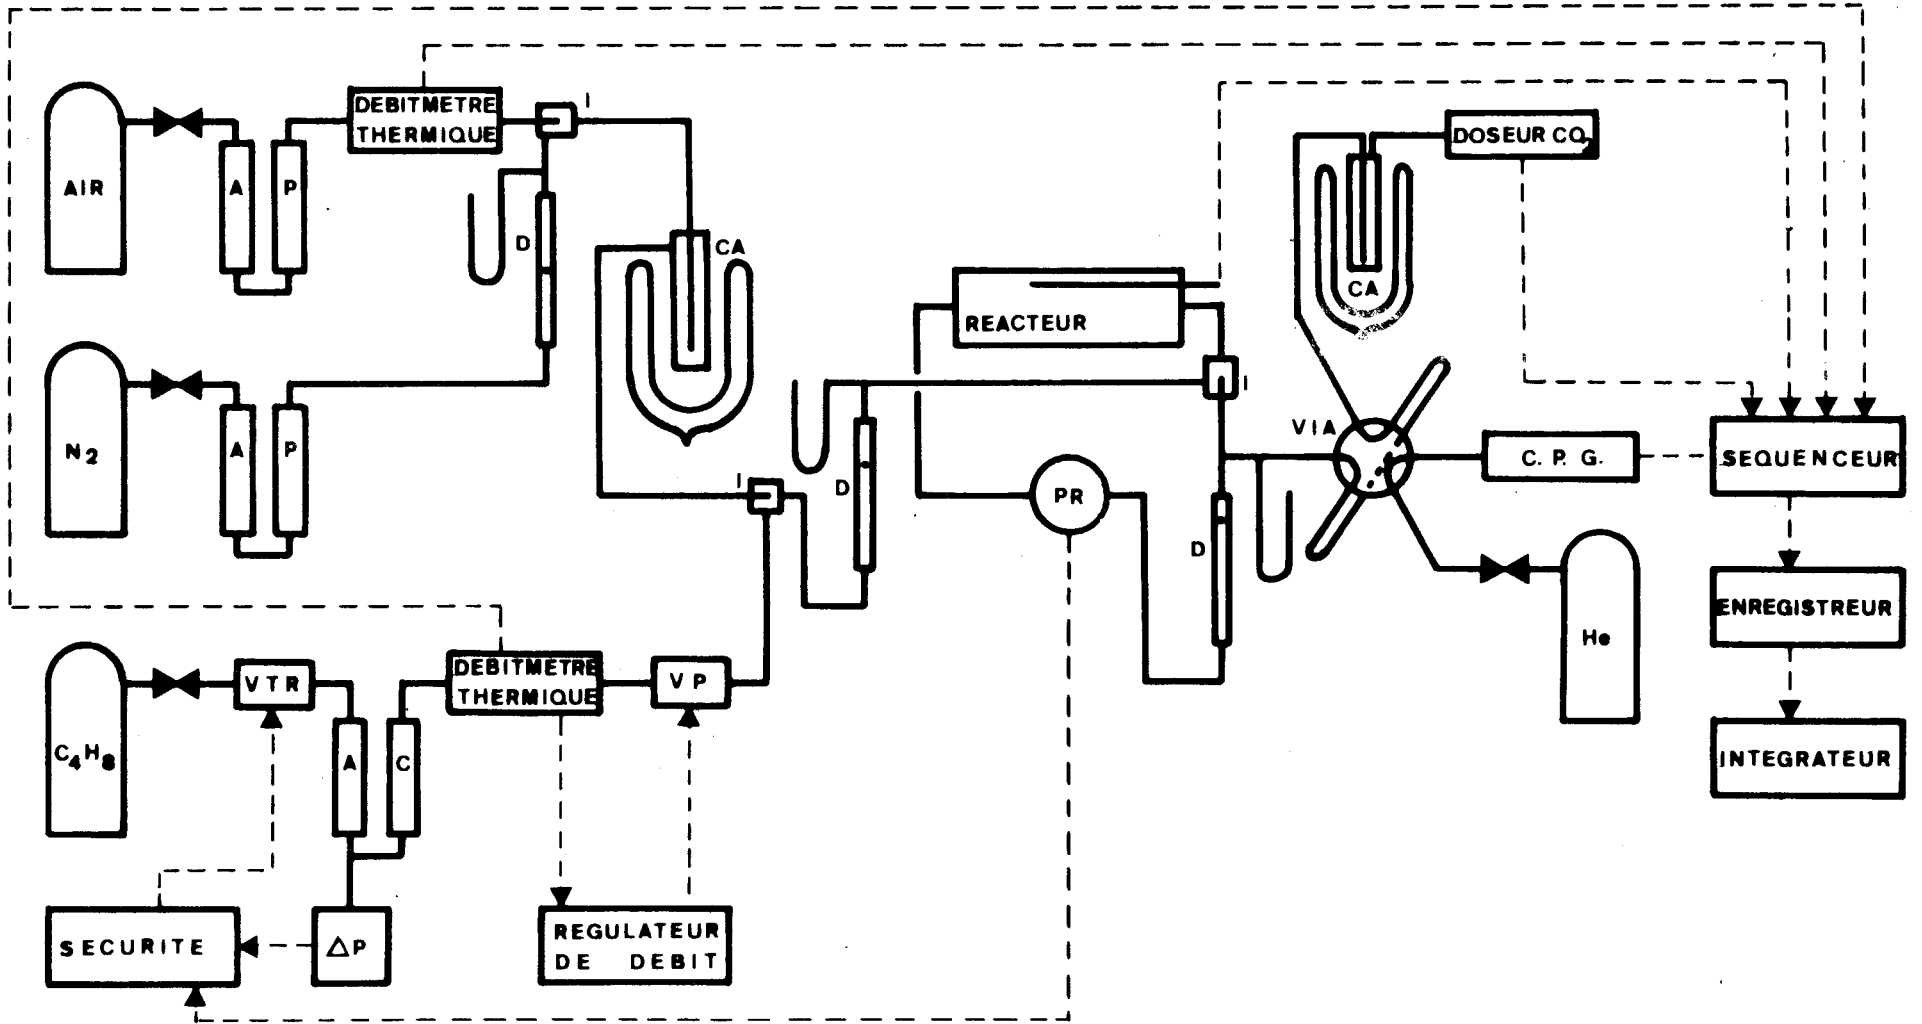 AIR
A
P
DEBITMETRE
THERMIQUE
I
D
CA
N2
A
P
C4H8
VTR
A
C
DEBITMETRE
THERMIQUE
VP
I
D
SECURITE
ΔP
REGULATEUR
DE DEBIT
REACTEUR
I
PR
D
CA
DOSEUR CO2
VIA
C. P. G.
He
SEQUENCEUR
ENREGISTREUR
INTEGRATEUR